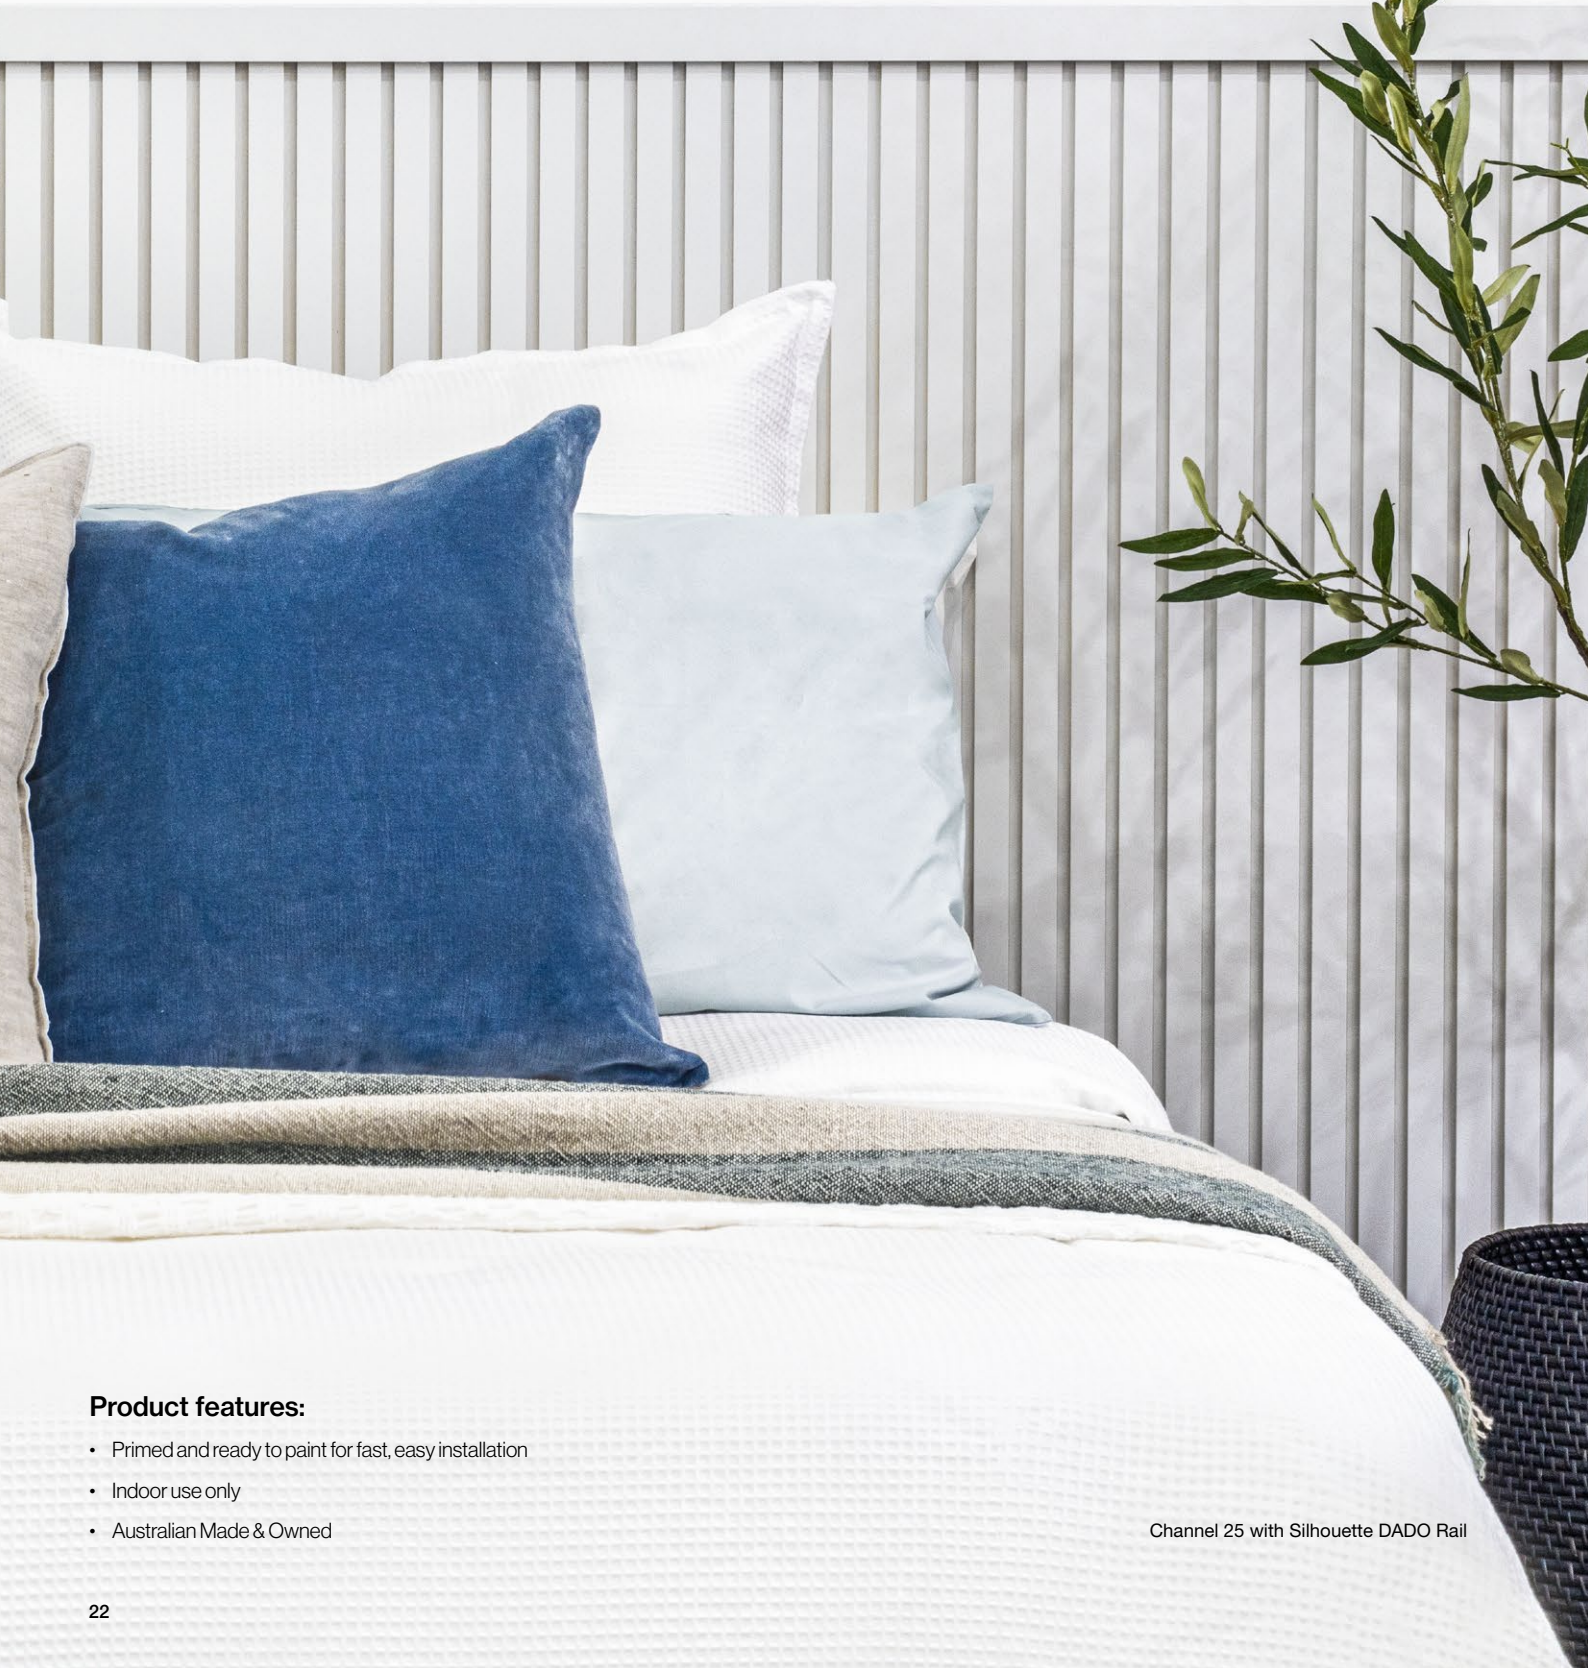 Product features:
• Primed and ready to paint for fast, easy installation
• Indoor use only
• Australian Made & Owned
Channel 25 with Silhouette DADO Rail
22